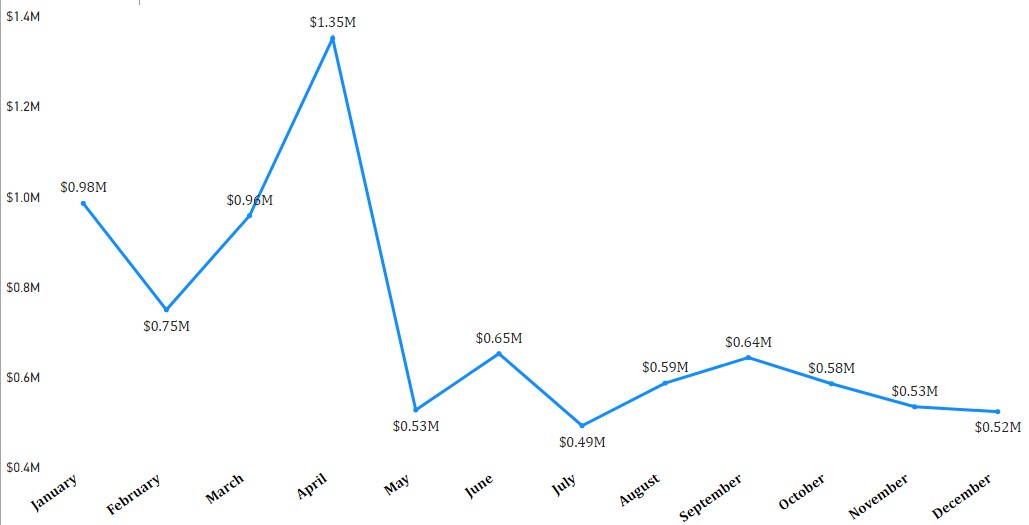 $1.4M
$1.2M
$1.0M
$0.8M
$0.6M
$0.4M
$0.98M
$0.75M
$0.96M
$1.35M
$0.53M
$0.65M
$0.49M
$0.59M
$0.64M
$0.58M
$0.53M
$0.52M
January
February
March
April
May
June
July
August
September
October
November
December